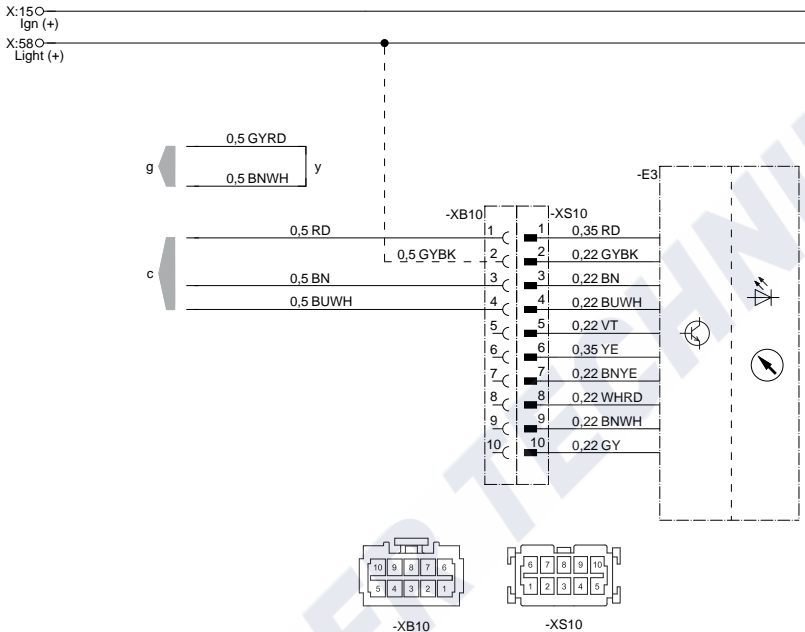 X:15
Ign (+)
X:58
Light (+)
0,5 GYRD
g
y
0,5 BNWH
-E3
-XB10
-XS10
0,5 RD
1
1
0,35 RD
0,5 GYBK
2
2
0,22 GYBK
c
0,5 BN
3
3
0,22 BN
0,5 BUWH
4
4
0,22 BUWH
5
5
0,22 VT
6
6
0,35 YE
7
7
0,22 BNYE
8
8
0,22 WHRD
9
9
0,22 BNWH
10
10
0,22 GY
10 9 8 7 6
5 4 3 2 1
-XB10
6 7 8 9 10
1 2 3 4 5
-XS10